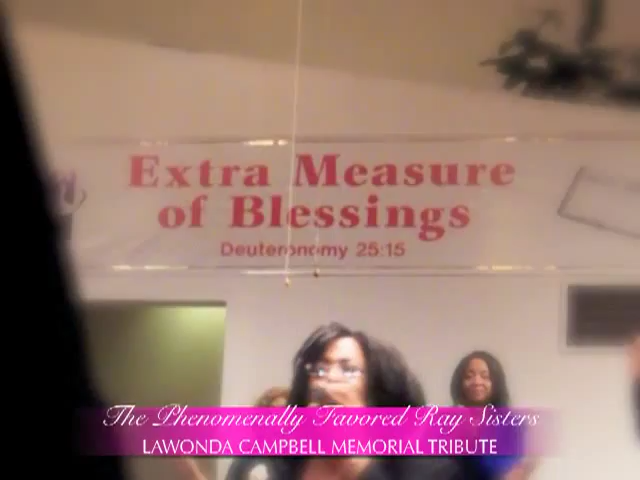 Extra Measure
of Blessings
Deuteronomy 25:15
The Phenomenally Favored Ray Sisters
LAWONDA CAMPBELL MEMORIAL TRIBUTE